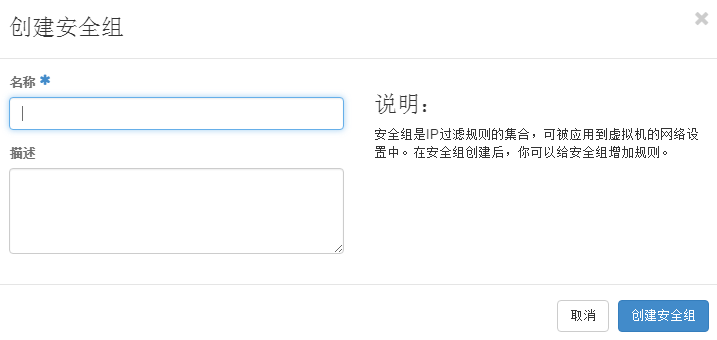 创建安全组
×
名称 *
描述
说明：
安全组是IP过滤规则的集合，可被应用到虚拟机的网络设
置中。在安全组创建后，你可以给安全组增加规则。
取消
创建安全组